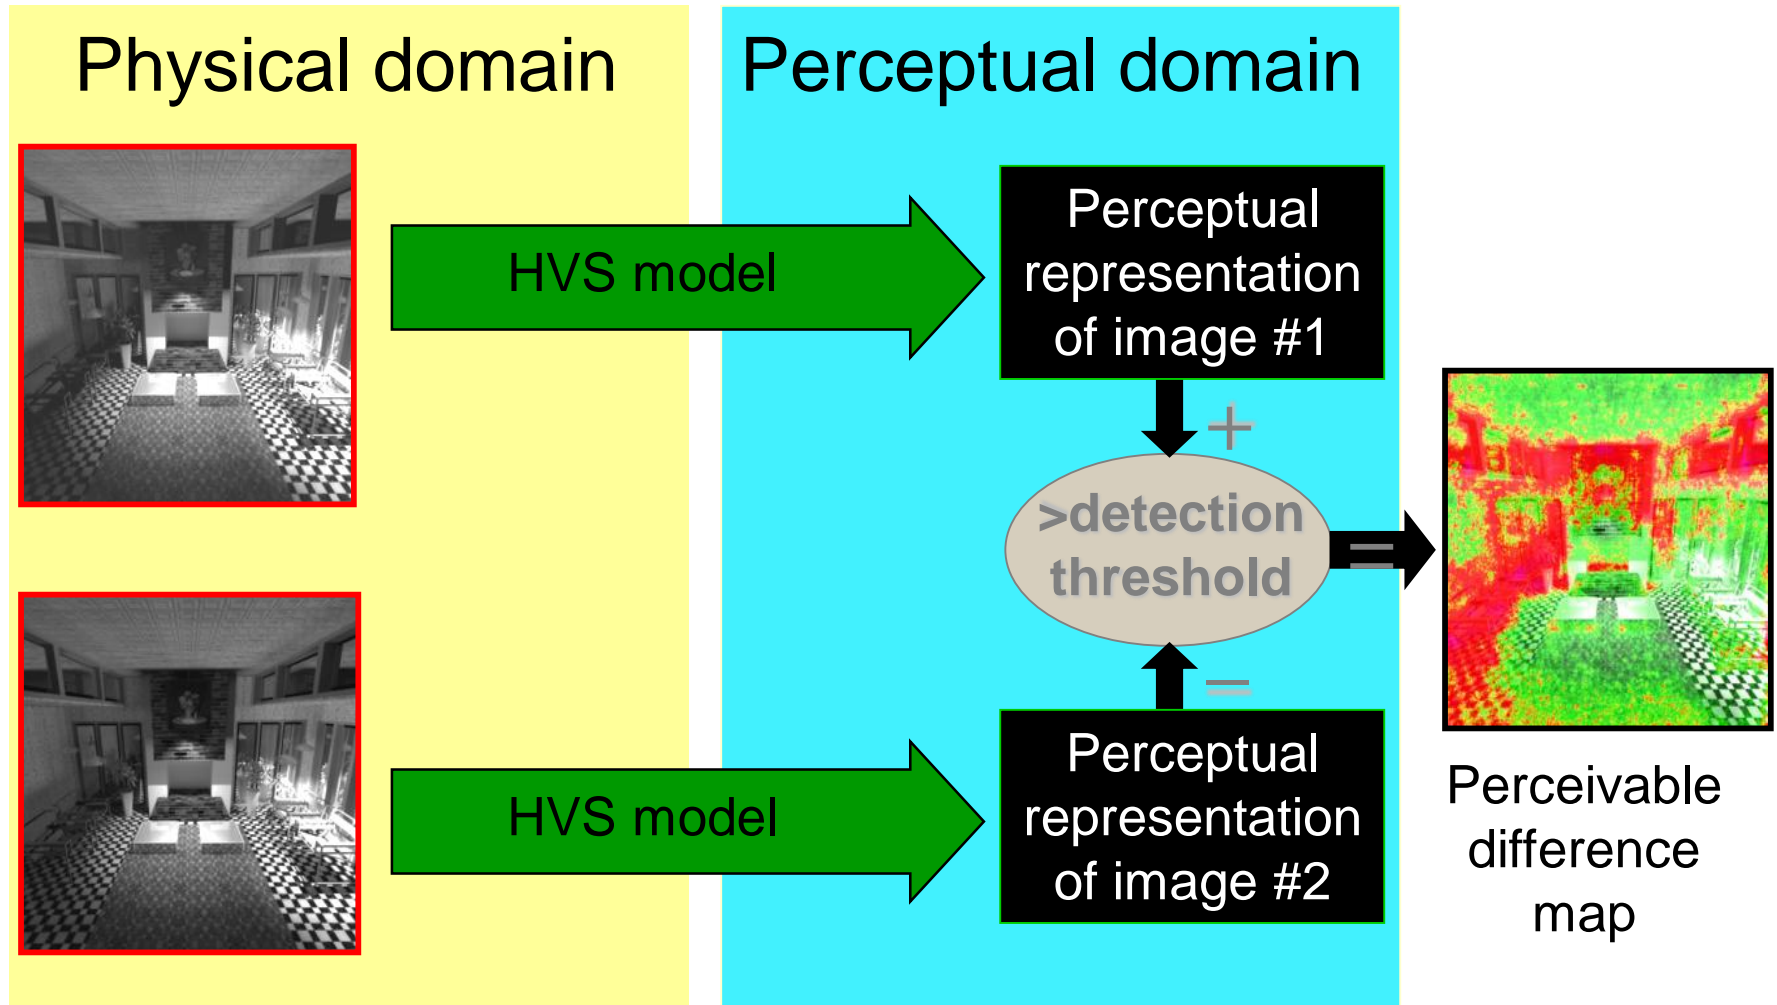 Physical domain
Perceptual domain
HVS model
Perceptual
representation
of image #1
+
>detection
threshold
=
=
HVS model
Perceptual
representation
of image #2
Perceivable
difference
map